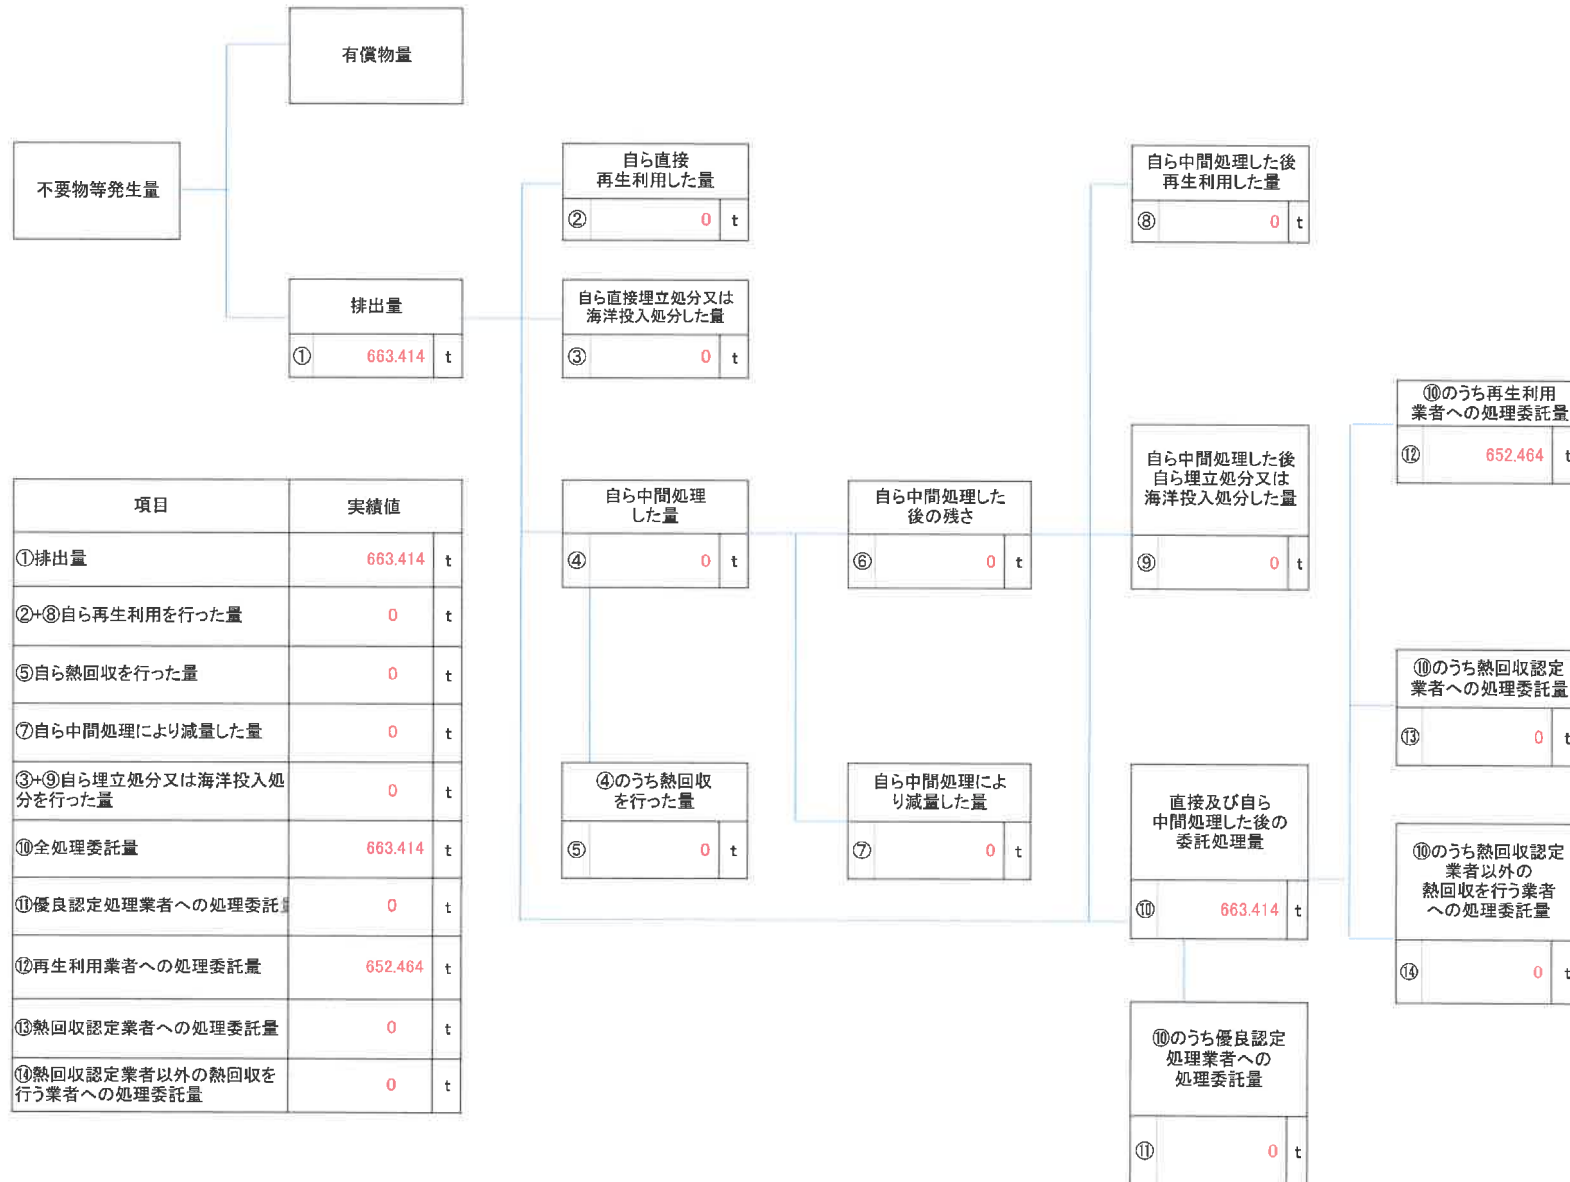 有償物量
不要物等発生量
排出量
① 663.414 t
自ら直接
再生利用した量
② 0 t
自ら直接埋立処分又は
海洋投入処分した量
③ 0 t
自ら中間処理
した量
④ 0 t
④のうち熱回収
を行った量
⑤ 0 t
自ら中間処理した
後の残さ
⑥ 0 t
自ら中間処理によ
り減量した量
⑦ 0 t
自ら中間処理した後
再生利用した量
⑧ 0 t
自ら中間処理した後
自ら埋立処分又は
海洋投入処分した量
⑨ 0 t
直接及び自ら
中間処理した後の
委託処理量
⑩ 663.414 t
⑩のうち優良認定
処理業者への
処理委託量
⑪ 0 t
⑩のうち再生利用
業者への処理委託量
⑫ 652.464 t
⑩のうち熱回収認定
業者への処理委託量
⑬ 0 t
⑩のうち熱回収認定
業者以外の
熱回収を行う業者
への処理委託量
⑭ 0 t
項目 実績値
①排出量 663.414 t
②+⑧自ら再生利用を行った量 0 t
⑤自ら熱回収を行った量 0 t
⑦自ら中間処理により減量した量 0 t
③+⑨自ら埋立処分又は海洋投入処
分を行った量 0 t
⑩全処理委託量 663.414 t
⑪優良認定処理業者への処理委託 0 t
⑫再生利用業者への処理委託量 652.464 t
⑬熱回収認定業者への処理委託量 0 t
⑭熱回収認定業者以外の熱回収を
行う業者への処理委託量 0 t